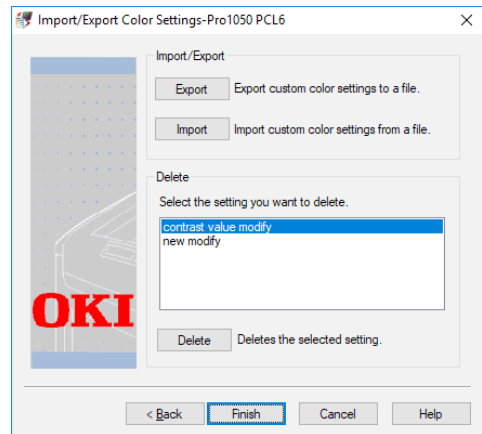 Import/Export Color Settings-Pro1050 PCL6
Import/Export
Export Export custom color settings to a file.
Import Import custom color settings from a file.
Delete
Select the setting you want to delete.
contrast value modify
new modify
OKI
Delete Deletes the selected setting.
< Back Finish Cancel Help